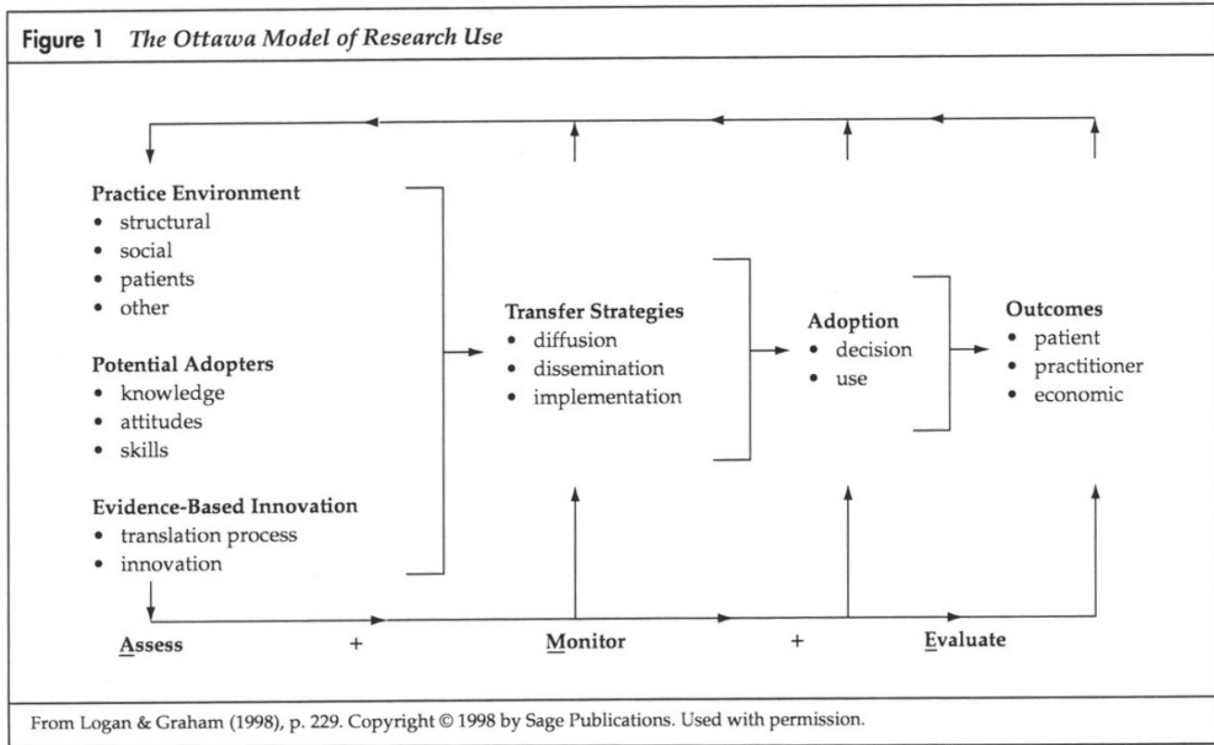 Figure 1 The Ottawa Model of Research Use
Practice Environment
• structural
• social
• patients
• other
Potential Adopters
• knowledge
• attitudes
• skills
Evidence-Based Innovation
• translation process
• innovation
Transfer Strategies
• diffusion
• dissemination
• implementation
Adoption
• decision
• use
Outcomes
• patient
• practitioner
• economic
Assess + Monitor + Evaluate
From Logan & Graham (1998), p. 229. Copyright © 1998 by Sage Publications. Used with permission.